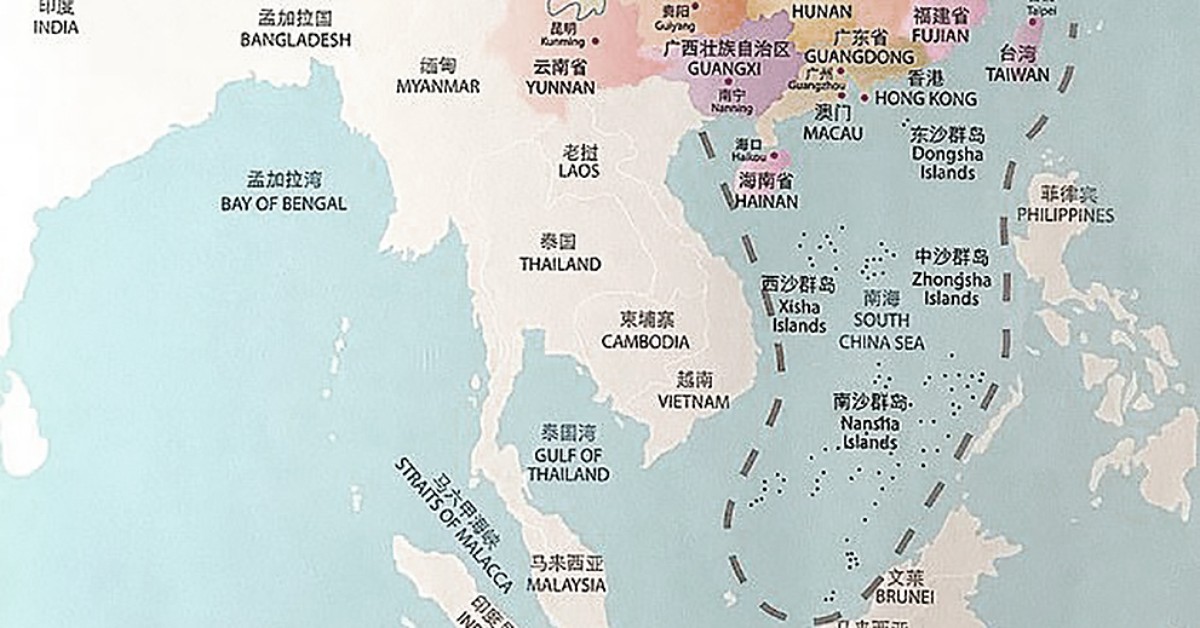 印度
INDIA
孟加拉国
BANGLADESH
缅甸
MYANMAR
昆明
Kunming
云南省
YUNNAN
贵阳
Guiyang
HUNAN
福建省
FUJIAN
Taipei
台湾
TAIWAN
广西壮族自治区
GUANGXI
南宁
Nanning
广东省
GUANGDONG
广州
Guangzhou
香港
HONG KONG
澳门
MACAU
东沙群岛
Dongsha
Islands
海口
Haikou
海南省
HAINAN
老挝
LAOS
孟加拉湾
BAY OF BENGAL
泰国
THAILAND
菲律宾
PHILIPPINES
中沙群岛
Zhongsha
Islands
西沙群岛
Xisha
Islands
南海
SOUTH
CHINA SEA
柬埔寨
CAMBODIA
越南
VIETNAM
南沙群岛
Nansha
Islands
泰国湾
GULF OF
THAILAND
马六甲海峡
STRAITS OF MALACCA
马来西亚
MALAYSIA
文莱
BRUNEI
印度
马来西亚